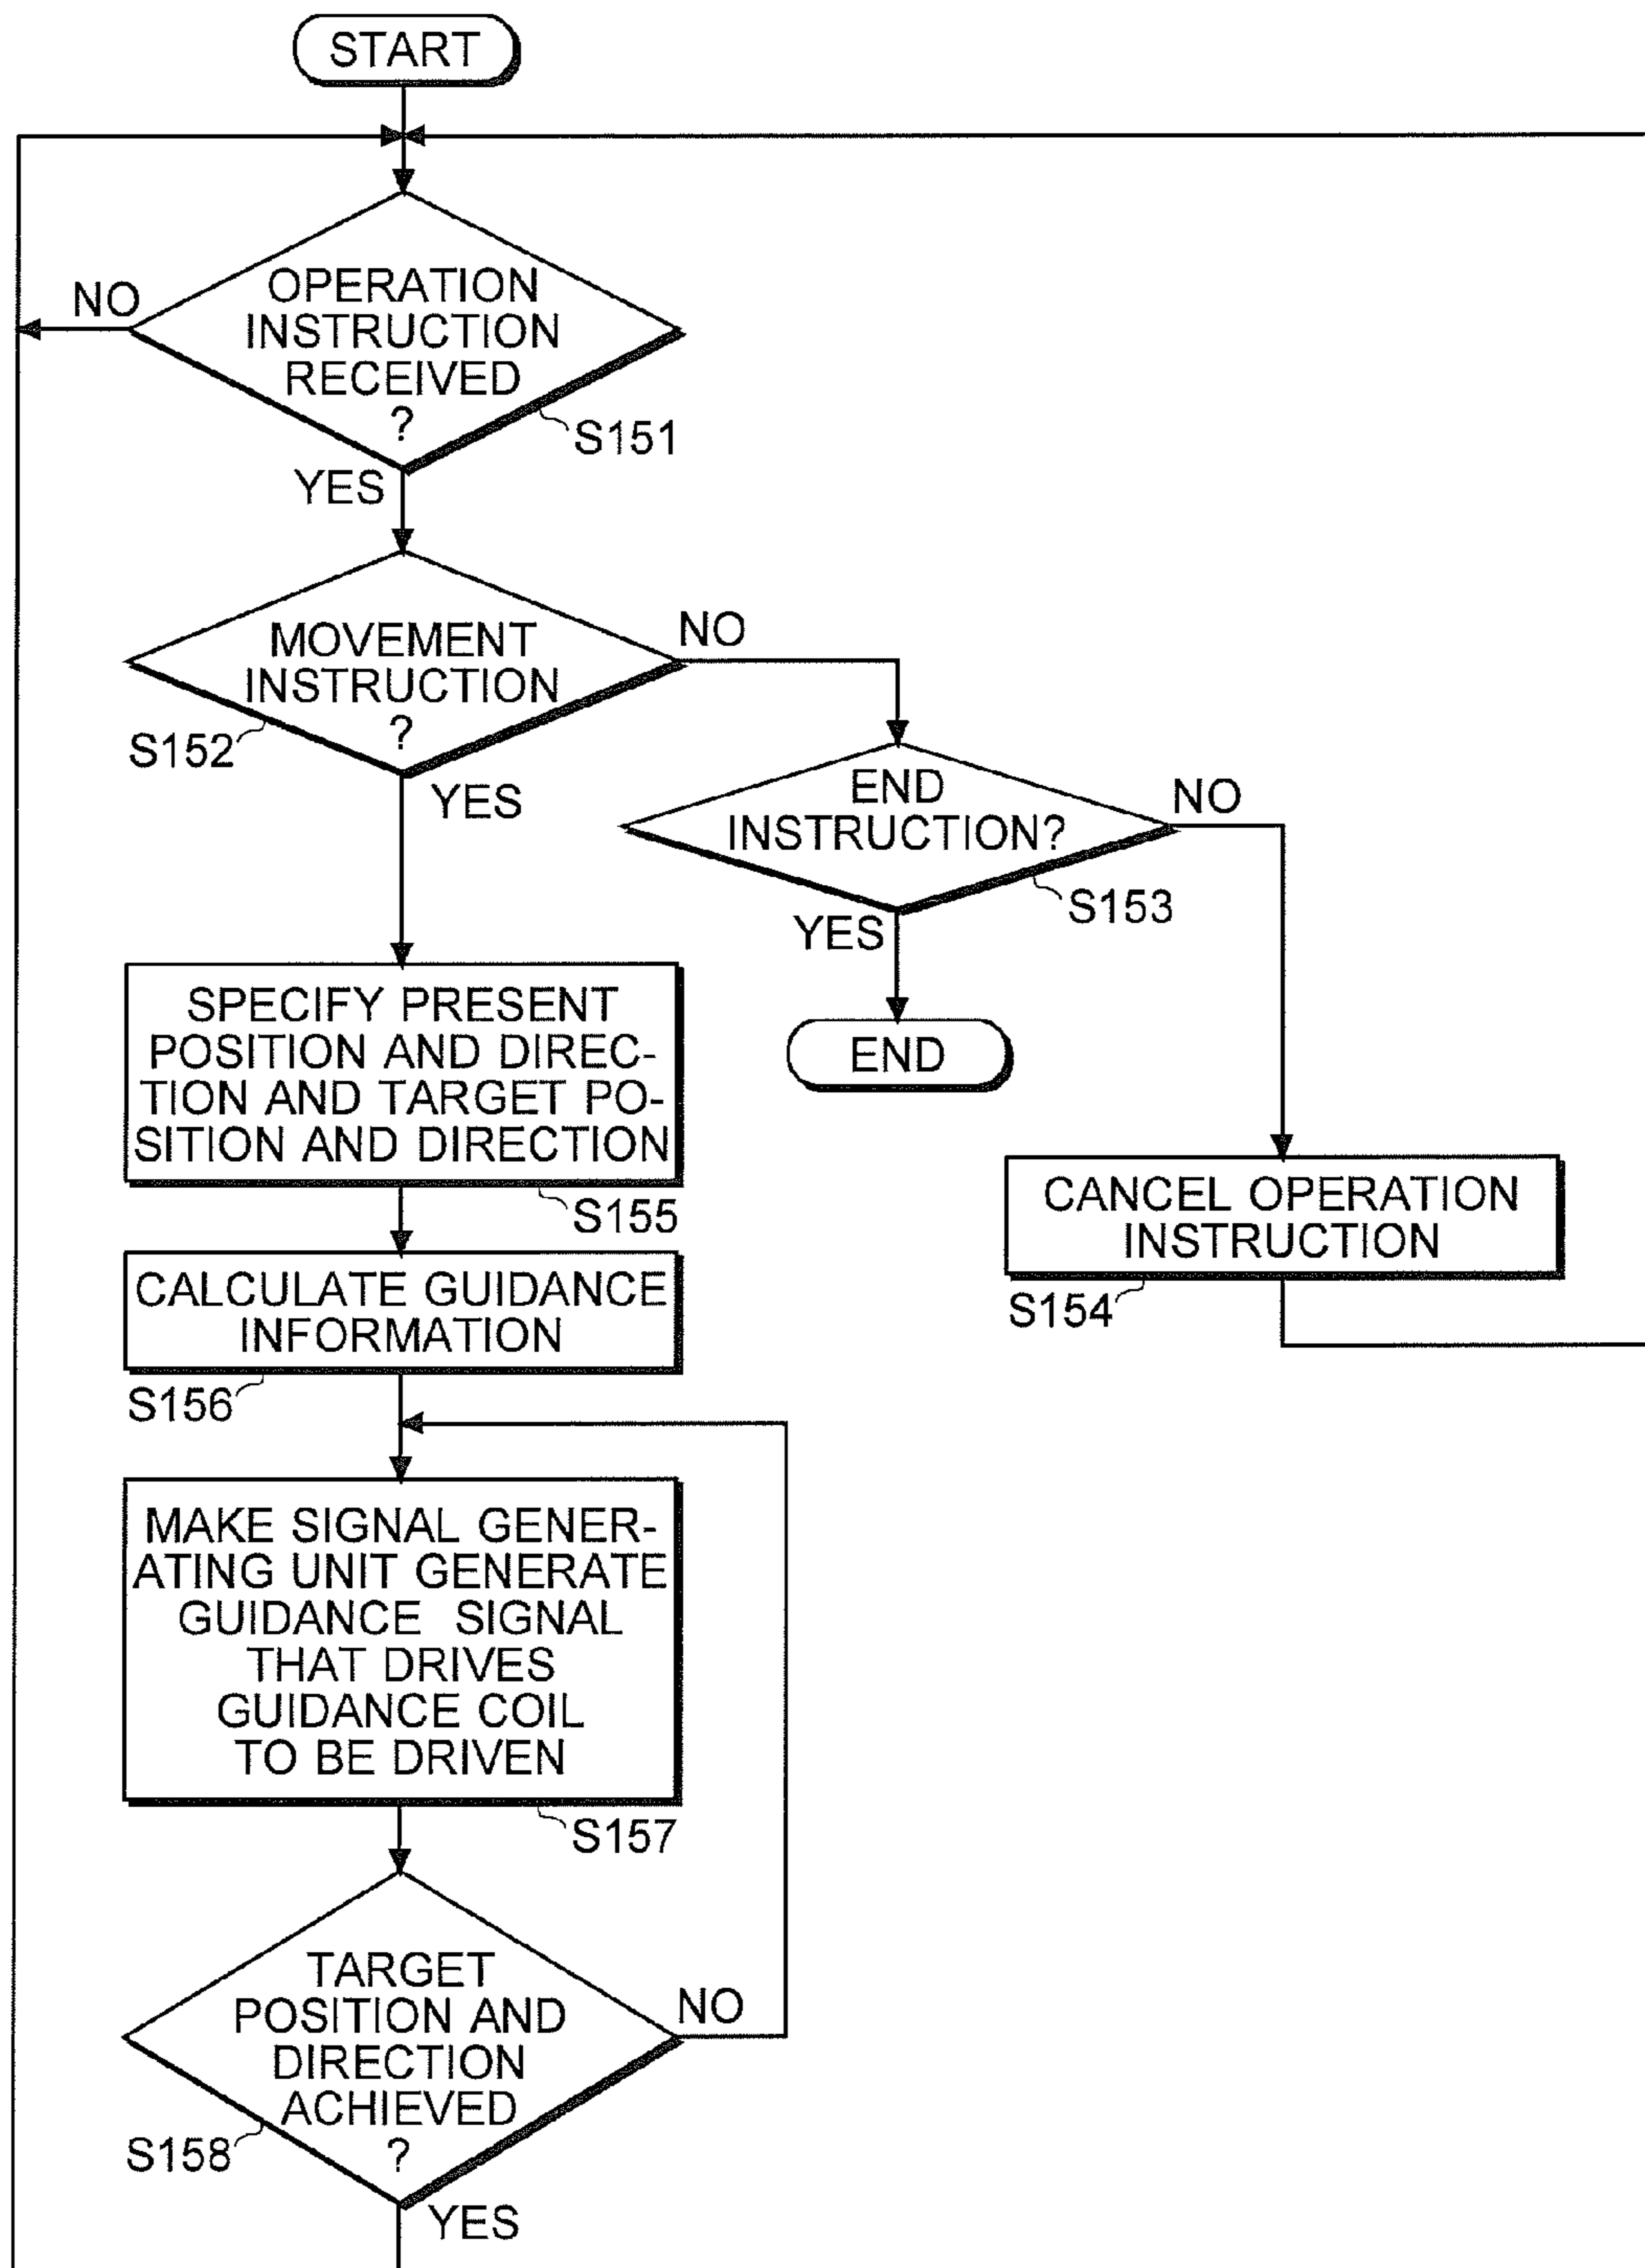 START
OPERATION
INSTRUCTION
RECEIVED
?
NO
S151
YES
MOVEMENT
INSTRUCTION
?
NO
S152
YES
END
INSTRUCTION?
NO
S153
YES
END
SPECIFY PRESENT
POSITION AND DIREC-
TION AND TARGET PO-
SITION AND DIRECTION
S155
CANCEL OPERATION
INSTRUCTION
S154
CALCULATE GUIDANCE
INFORMATION
S156
MAKE SIGNAL GENER-
ATING UNIT GENERATE
GUIDANCE SIGNAL
THAT DRIVES
GUIDANCE COIL
TO BE DRIVEN
S157
TARGET
POSITION AND
DIRECTION
ACHIEVED
?
NO
S158
YES